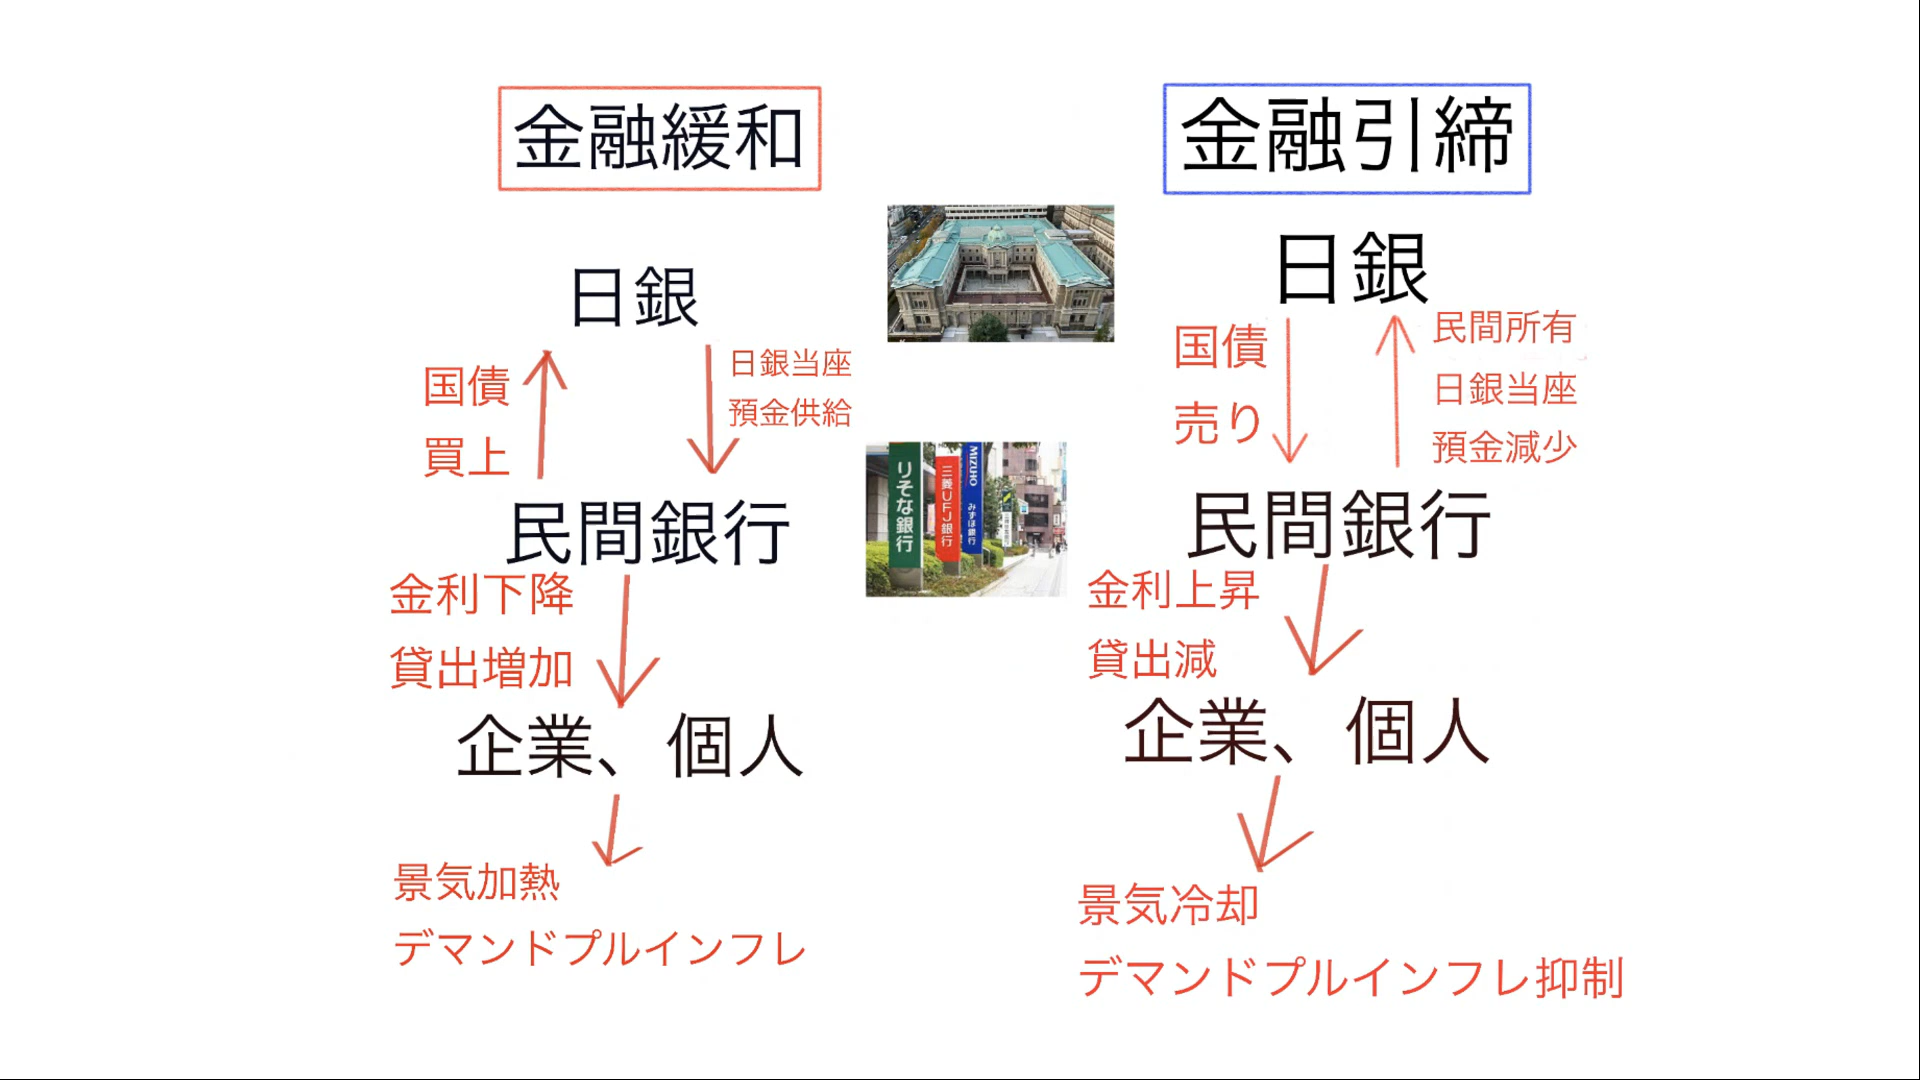 金融緩和
日銀
国債
買上
日銀当座
預金供給
民間銀行
金利下降
貸出増加
企業、個人
景気加熱
デマンドプルインフレ
りそな銀行
三菱UFJ銀行
MIZUHO みずほ銀行
金融引締
日銀
国債
売り
民間所有
日銀当座
預金減少
民間銀行
金利上昇
貸出減
企業、個人
景気冷却
デマンドプルインフレ抑制